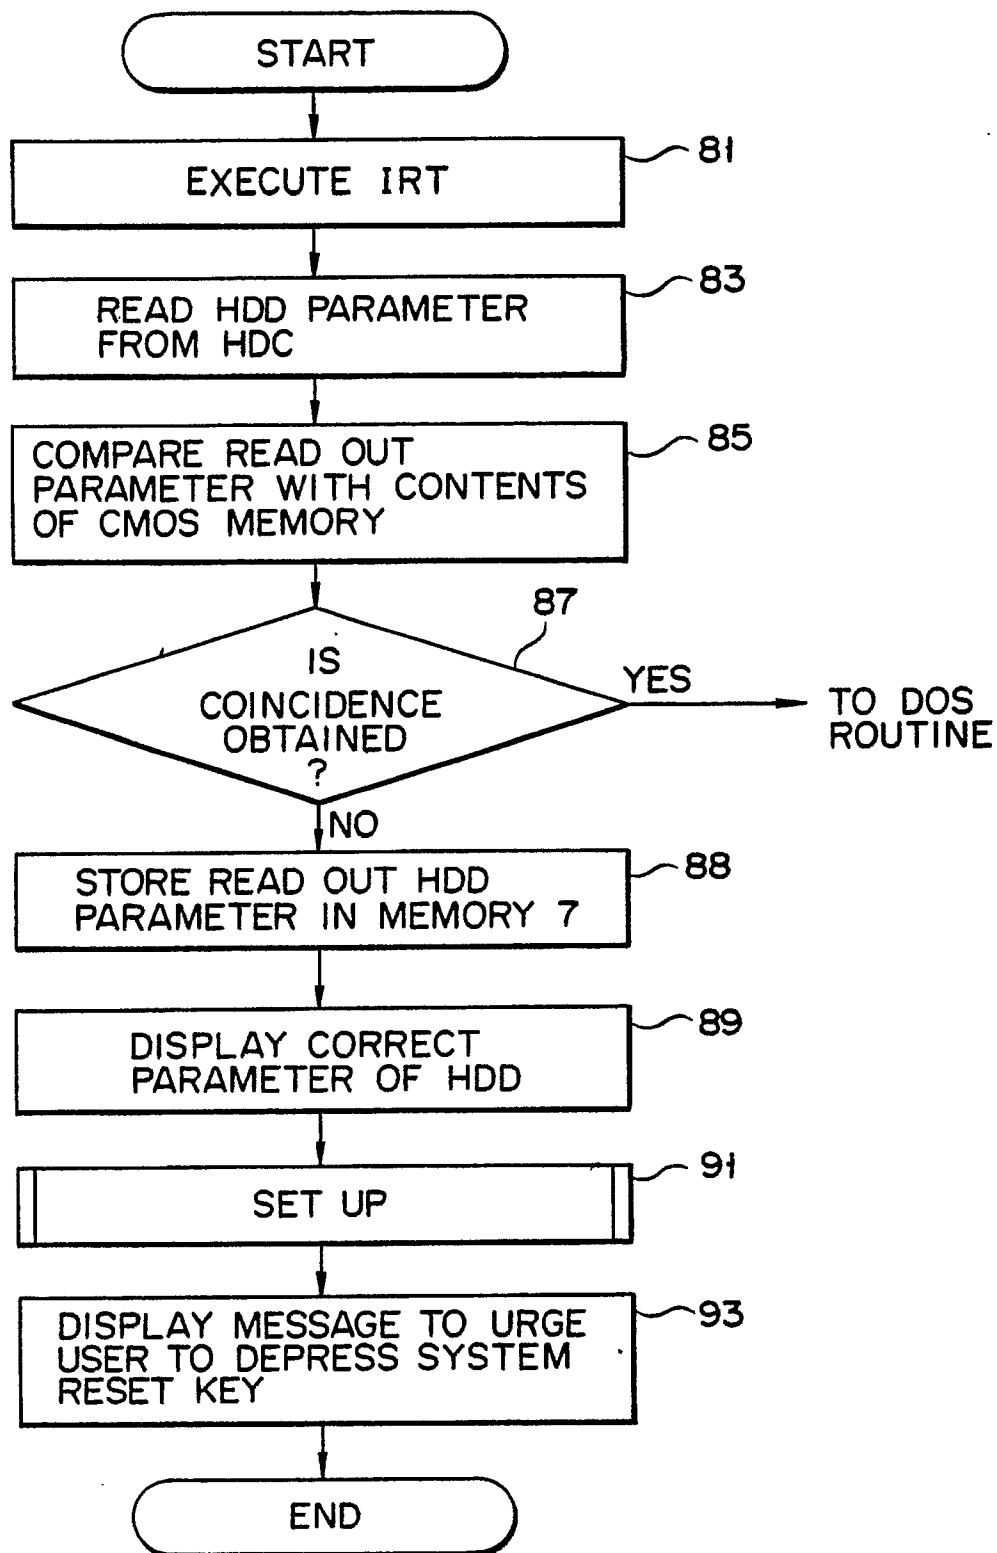 START
EXECUTE IRT
81
READ HDD PARAMETER
FROM HDC
83
COMPARE READ OUT
PARAMETER WITH CONTENTS
OF CMOS MEMORY
85
IS
COINCIDENCE
OBTAINED
?
87
YES
TO DOS
ROUTINE
NO
STORE READ OUT HDD
PARAMETER IN MEMORY 7
88
DISPLAY CORRECT
PARAMETER OF HDD
89
SET UP
91
DISPLAY MESSAGE TO URGE
USER TO DEPRESS SYSTEM
RESET KEY
93
END